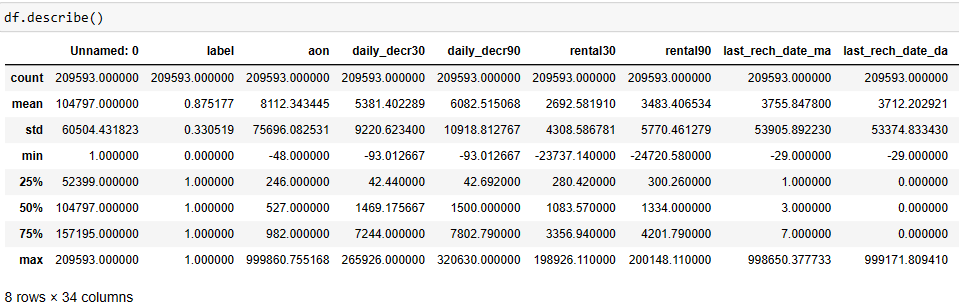 df.describe()
Unnamed: 0 label aon daily_decr30 daily_decr90 rental30 rental90 last_rech_date_ma last_rech_date_da
count 209593.000000 209593.000000 209593.000000 209593.000000 209593.000000 209593.000000 209593.000000 209593.000000 209593.000000
mean 104797.000000 0.875177 8112.343445 5381.402289 6082.515068 2692.581910 3483.406534 3755.847800 3712.202921
std 60504.431823 0.330519 75696.082531 9220.623400 10918.812767 4308.586781 5770.461279 53905.892230 53374.833430
min 1.000000 0.000000 -48.000000 -93.012667 -93.012667 -23737.140000 -24720.580000 -29.000000 -29.000000
25% 52399.000000 1.000000 246.000000 42.440000 42.692000 280.420000 300.260000 1.000000 0.000000
50% 104797.000000 1.000000 527.000000 1469.175667 1500.000000 1083.570000 1334.000000 3.000000 0.000000
75% 157195.000000 1.000000 982.000000 7244.000000 7802.790000 3356.940000 4201.790000 7.000000 0.000000
max 209593.000000 1.000000 999860.755168 265926.000000 320630.000000 198926.110000 200148.110000 998650.377733 999171.809410
8 rows × 34 columns